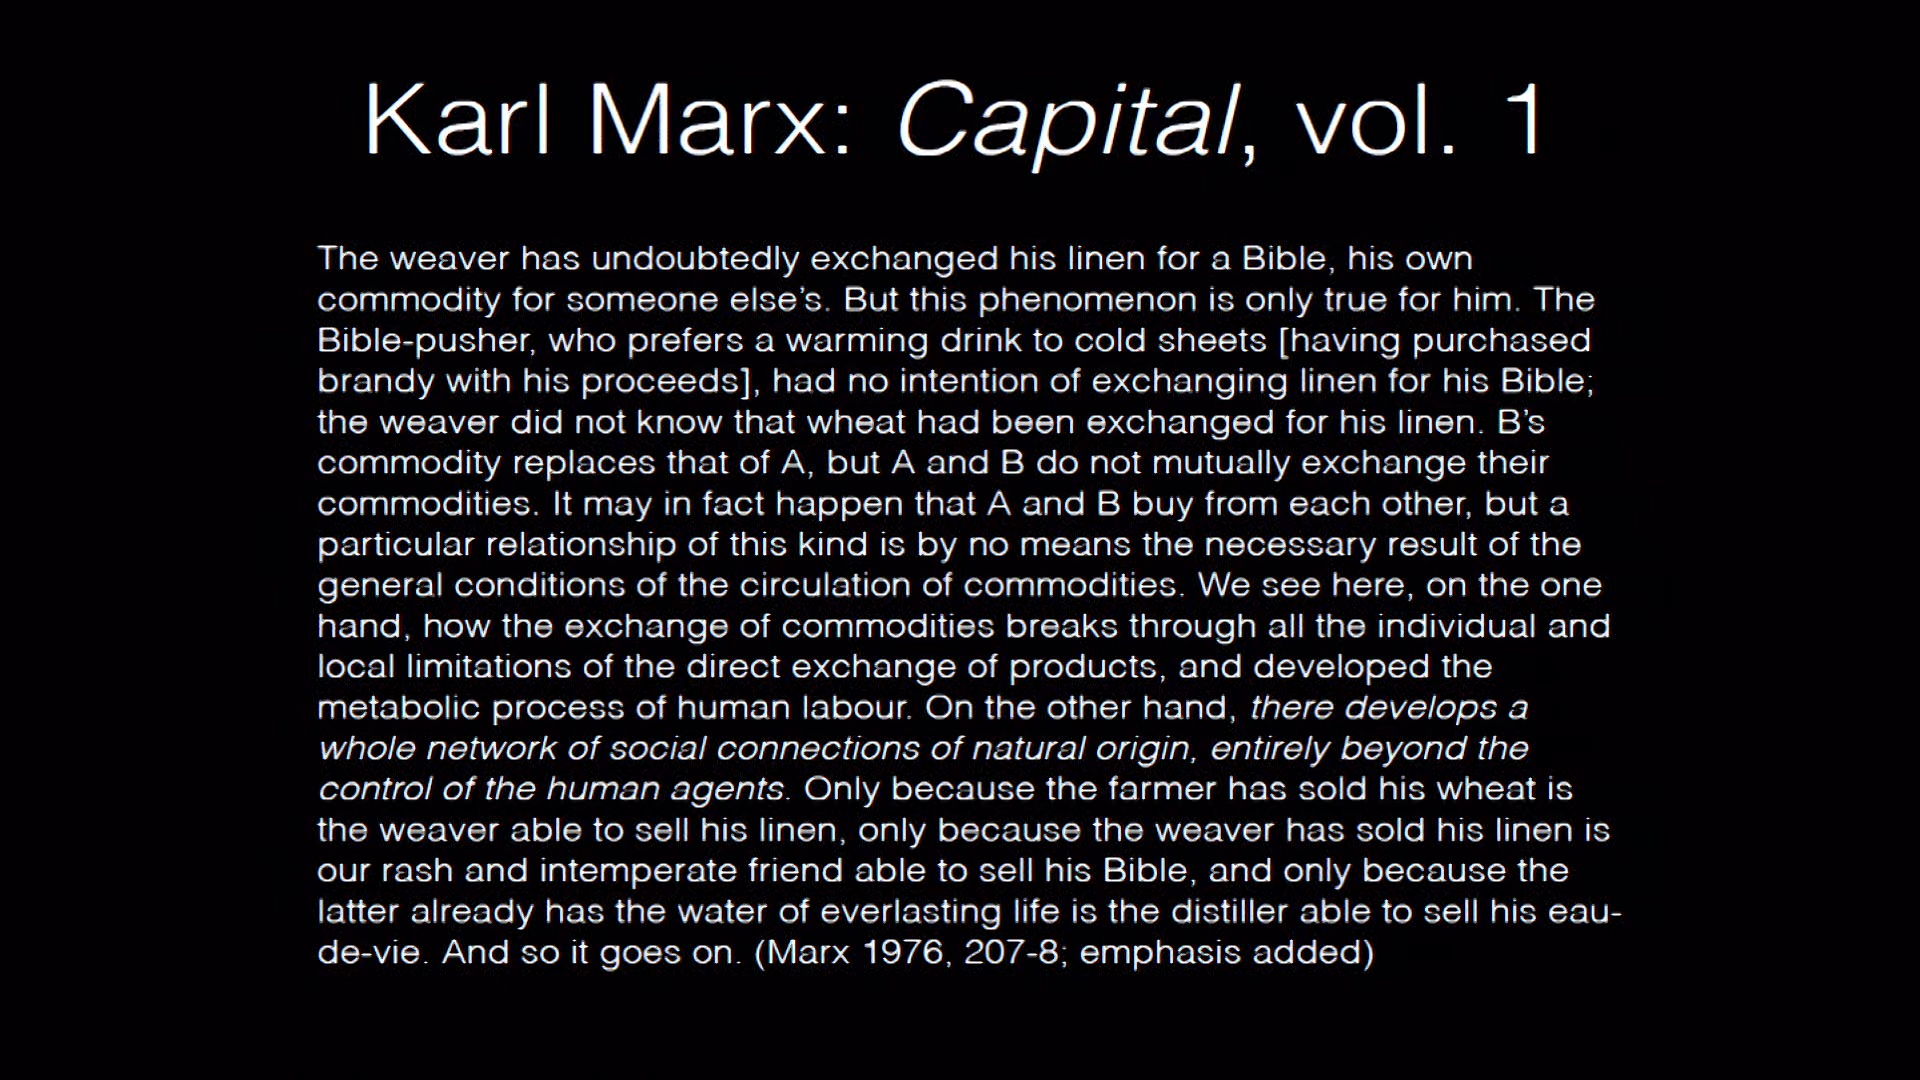 Karl Marx: Capital, vol. 1
The weaver has undoubtedly exchanged his linen for a Bible, his own
commodity for someone else’s. But this phenomenon is only true for him. The
Bible-pusher, who prefers a warming drink to cold sheets [having purchased
brandy with his proceeds], had no intention of exchanging linen for his Bible;
the weaver did not know that wheat had been exchanged for his linen. B’s
commodity replaces that of A, but A and B do not mutually exchange their
commodities. It may in fact happen that A and B buy from each other, but a
particular relationship of this kind is by no means the necessary result of the
general conditions of the circulation of commodities. We see here, on the one
hand, how the exchange of commodities breaks through all the individual and
local limitations of the direct exchange of products, and developed the
metabolic process of human labour. On the other hand, there develops a
whole network of social connections of natural origin, entirely beyond the
control of the human agents. Only because the farmer has sold his wheat is
the weaver able to sell his linen, only because the weaver has sold his linen is
our rash and intemperate friend able to sell his Bible, and only because the
latter already has the water of everlasting life is the distiller able to sell his eau-
de-vie. And so it goes on. (Marx 1976, 207-8; emphasis added)